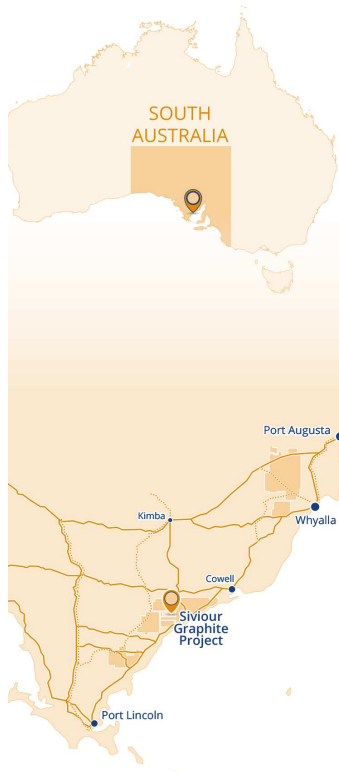 SOUTH
AUSTRALIA
Port Augusta
Kimba
Whyalla
Cowell
Siviour
Graphite
Project
Port Lincoln